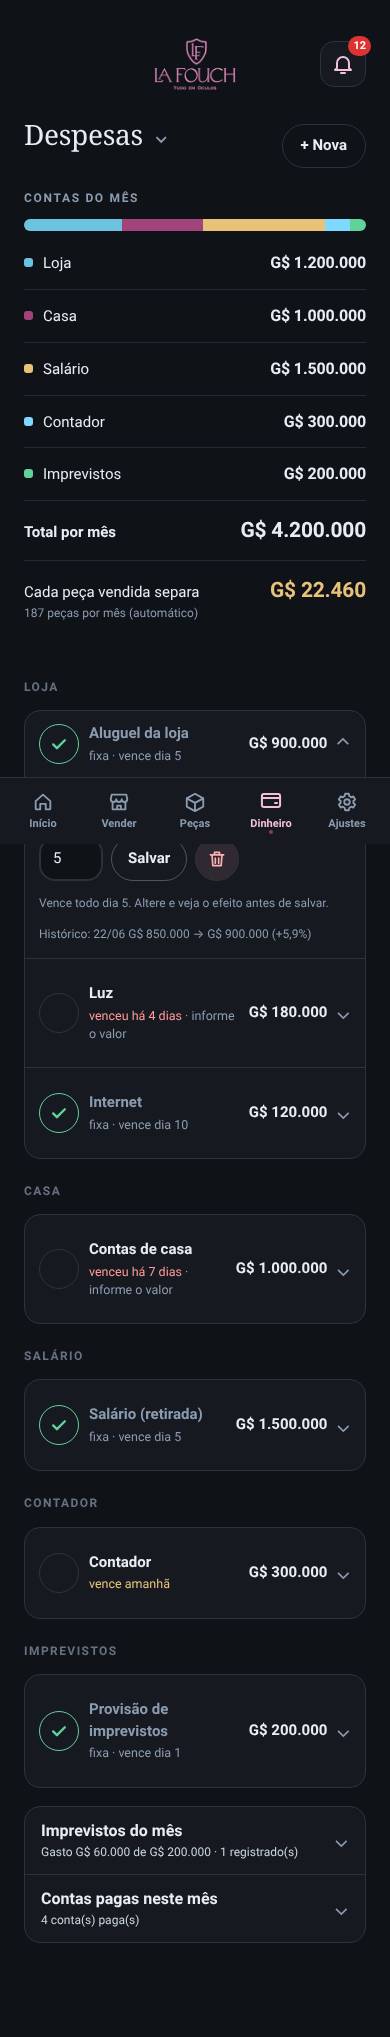 LF
LA FOUCH
TUDO EM ÓCULOS
12
Despesas
+ Nova
CONTAS DO MÊS
Loja G$ 1.200.000
Casa G$ 1.000.000
Salário G$ 1.500.000
Contador G$ 300.000
Imprevistos G$ 200.000
Total por mês G$ 4.200.000
Cada peça vendida separa G$ 22.460
187 peças por mês (automático)
LOJA
Aluguel da loja G$ 900.000
fixa · vence dia 5
Início Vender Peças Dinheiro Ajustes
5 Salvar
Vence todo dia 5. Altere e veja o efeito antes de salvar.
Histórico: 22/06 G$ 850.000 → G$ 900.000 (+5,9%)
Luz G$ 180.000
venceu há 4 dias · informe
o valor
Internet G$ 120.000
fixa · vence dia 10
CASA
Contas de casa G$ 1.000.000
venceu há 7 dias ·
informe o valor
SALÁRIO
Salário (retirada) G$ 1.500.000
fixa · vence dia 5
CONTADOR
Contador G$ 300.000
vence amanhã
IMPREVISTOS
Provisão de
imprevistos G$ 200.000
fixa · vence dia 1
Imprevistos do mês
Gasto G$ 60.000 de G$ 200.000 · 1 registrado(s)
Contas pagas neste mês
4 conta(s) paga(s)